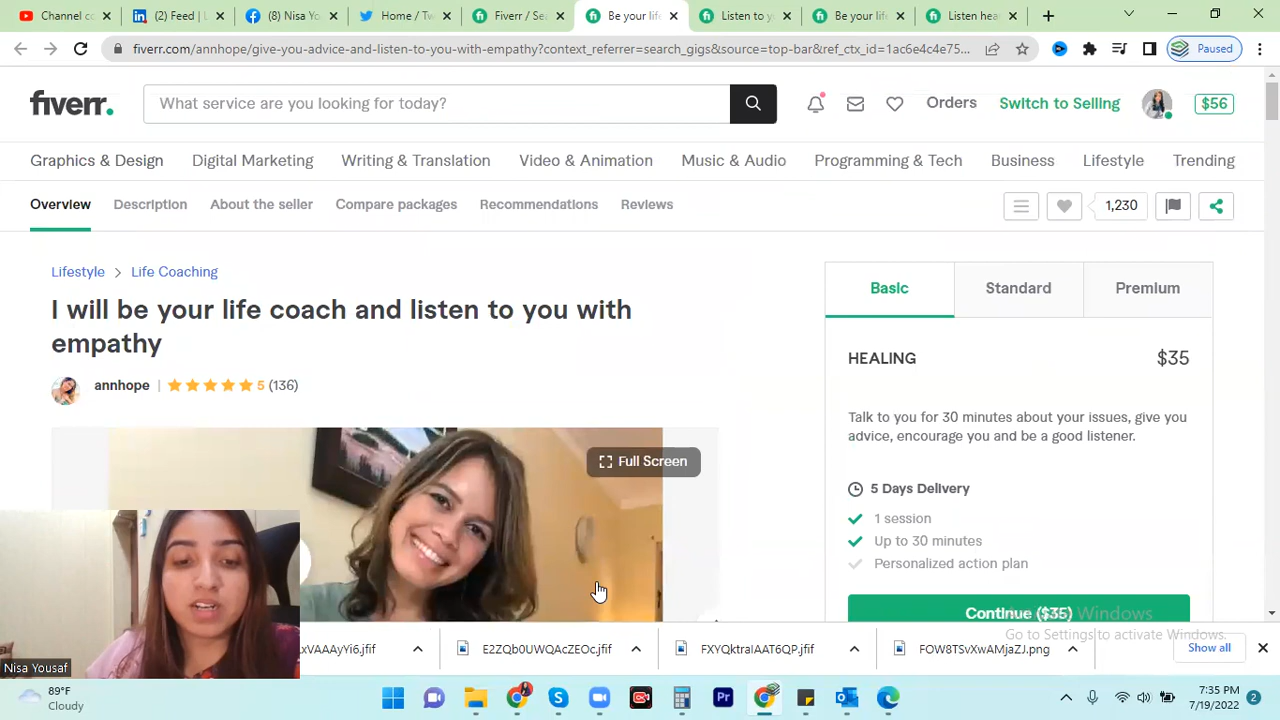 Channel co
(21) Feed | L
(8) Nisa Yo
Home / Tw
Fiverr / Sea
Be your life
Listen to yo
Be your life
Listen hea
fiverr.com/annhope/give-you-advice-and-listen-to-you-with-empathy?context_referrer=search_gigs&source=top-bar&ref_ctx_id=1ac6e4c4e75...
Paused
fiverr.
What service are you looking for today?
Orders
Switch to Selling
$56
Graphics & Design
Digital Marketing
Writing & Translation
Video & Animation
Music & Audio
Programming & Tech
Business
Lifestyle
Trending
Overview
Description
About the seller
Compare packages
Recommendations
Reviews
1,230
Lifestyle > Life Coaching
I will be your life coach and listen to you with
empathy
annhope | 5 (136)
Full Screen
Basic
Standard
Premium
HEALING $35
Talk to you for 30 minutes about your issues, give you
advice, encourage you and be a good listener.
5 Days Delivery
1 session
Up to 30 minutes
Personalized action plan
Continue ($35)
Activate Windows
Go to Settings to activate Windows.
Nisa Yousaf
xVAAAyYi6.jfif
E2ZQb0UWQAcZEOc.jfif
FXYQktraIAAT6QP.jfif
FOW8TSvXwAMjaZJ.png
Show all
89°F
Cloudy
7:35 PM
7/19/2022
2